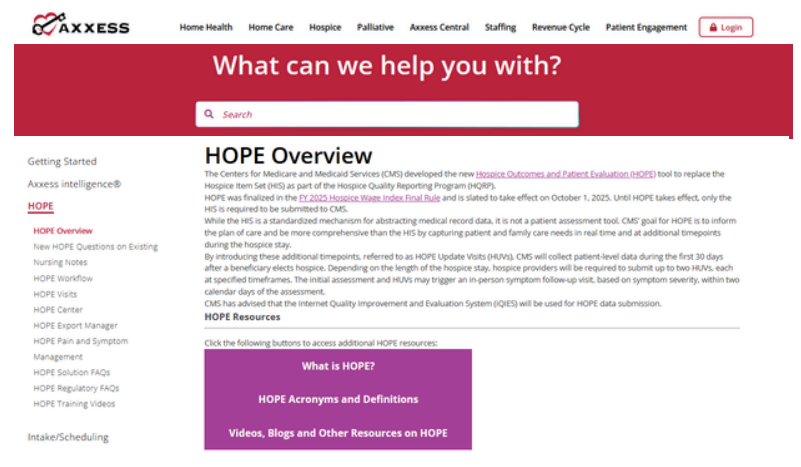 AXXESS
Home Health Home Care Hospice Palliative Axxess Central Staffing Revenue Cycle Patient Engagement Login
What can we help you with?
Search
Getting Started
Axxess intelligence®
HOPE
HOPE Overview
New HOPE Questions on Existing
Nursing Notes
HOPE Workflow
HOPE Visits
HOPE Center
HOPE Export Manager
HOPE Pain and Symptom
Management
HOPE Solution FAQs
HOPE Regulatory FAQs
HOPE Training Videos
Intake/Scheduling
HOPE Overview
The Centers for Medicare and Medicaid Services (CMS) developed the new Hospice Outcomes and Patient Evaluation (HOPE) tool to replace the
Hospice Item Set (HIS) as part of the Hospice Quality Reporting Program (HQRP).
HOPE was finalized in the FY 2025 Hospice Wage Index Final Rule and is slated to take effect on October 1, 2025. Until HOPE takes effect, only the
HIS is required to be submitted to CMS.
While the HIS is a standardized mechanism for abstracting medical record data, it is not a patient assessment tool. CMS' goal for HOPE is to inform
the plan of care and be more comprehensive than the HIS by capturing patient and family care needs in real time and at additional timepoints
during the hospice stay.
By introducing these additional timepoints, referred to as HOPE Update Visits (HUVs), CMS will collect patient-level data during the first 30 days
after a beneficiary elects hospice. Depending on the length of the hospice stay, hospice providers will be required to submit up to two HUVs, each
at specified timeframes. The initial assessment and HUVs may trigger an in-person symptom follow-up visit, based on symptom severity, within two
calendar days of the assessment.
CMS has advised that the Internet Quality Improvement and Evaluation System (iQIES) will be used for HOPE data submission.
HOPE Resources
Click the following buttons to access additional HOPE resources:
What is HOPE?
HOPE Acronyms and Definitions
Videos, Blogs and Other Resources on HOPE